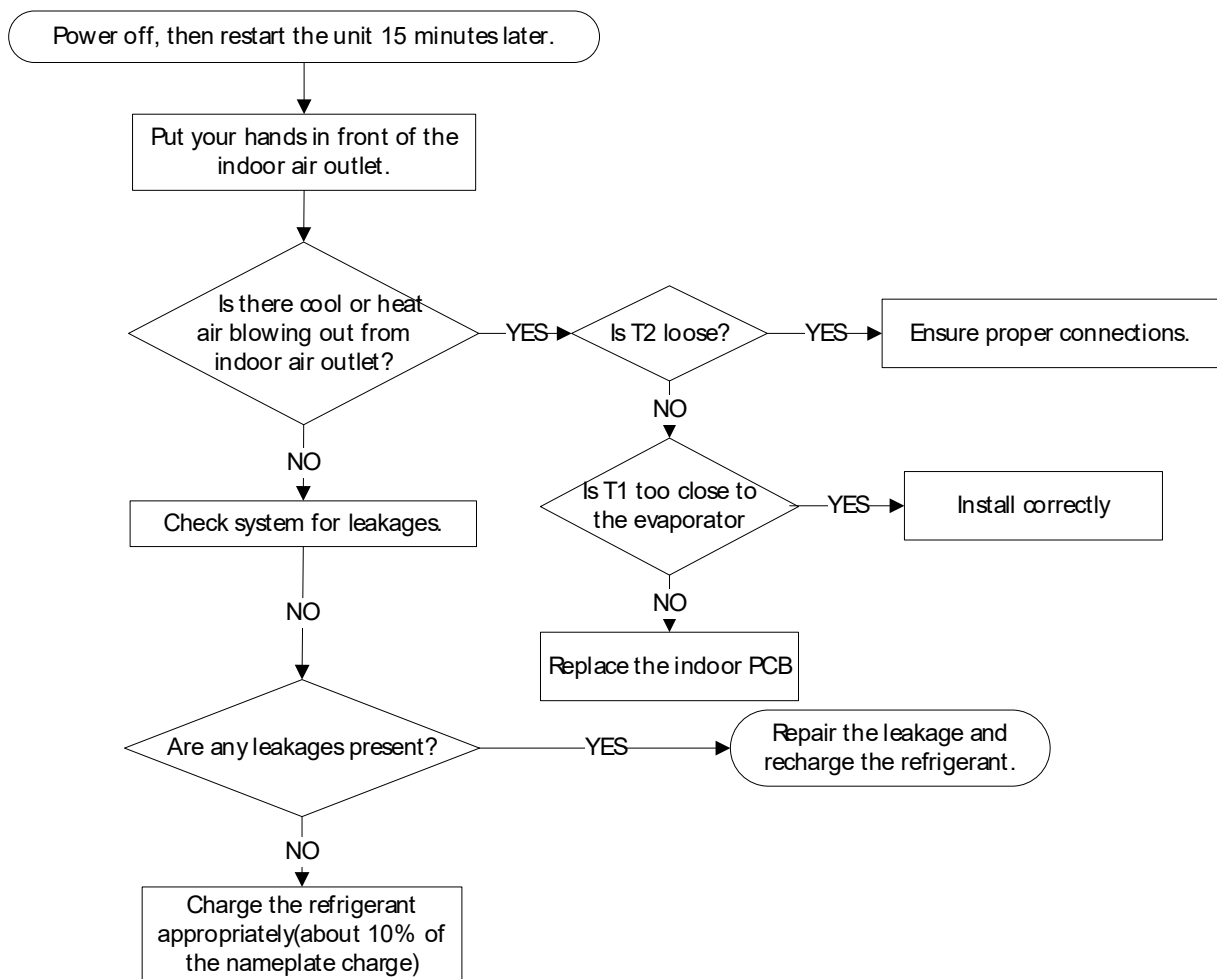 Power off, then restart the unit 15 minutes later.
Put your hands in front of the
indoor air outlet.
Is there cool or heat
air blowing out from
indoor air outlet?
YES
Is T2 loose?
YES
Ensure proper connections.
NO
NO
Is T1 too close to
the evaporator
YES
Install correctly
Check system for leakages.
NO
NO
Replace the indoor PCB
Are any leakages present?
YES
Repair the leakage and
recharge the refrigerant.
NO
Charge the refrigerant
appropriately(about 10% of
the nameplate charge)